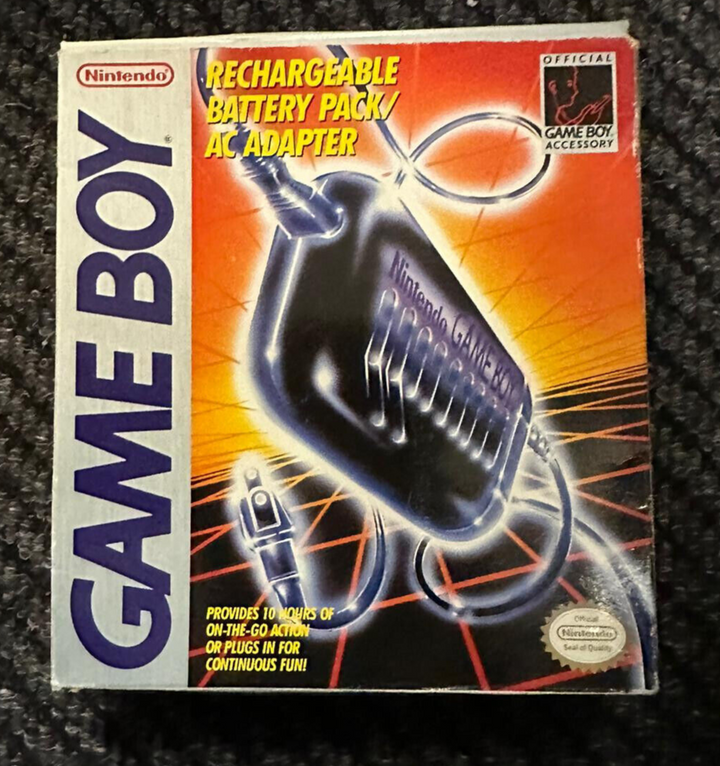 Nintendo®
GAME BOY®
RECHARGEABLE
BATTERY PACK/
AC ADAPTER
OFFICIAL
GAME BOY
ACCESSORY
Nintendo GAME BOY
PROVIDES 10 HOURS OF
ON-THE-GO ACTION
OR PLUGS IN FOR
CONTINUOUS FUN!
Official
Nintendo
Seal of Quality